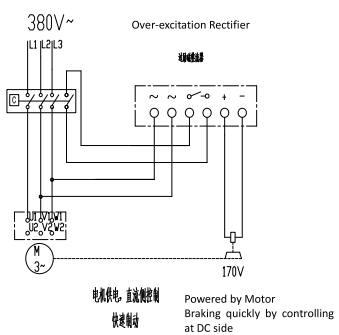 380V~
Over-excitation Rectifier
L1 L2 L3
C
~ ~ + -
U1 V1 W1
U2 V2 W2
M
3~
170V
电机供电。直流侧控制
快速制动
Powered by Motor
Braking quickly by controlling
at DC side